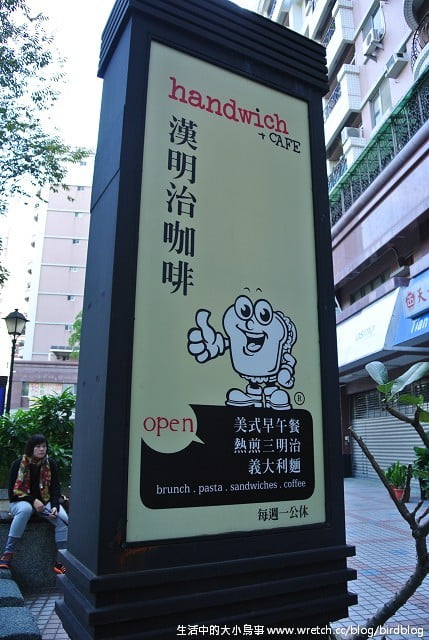 handwich
+ CAFE
漢明治咖啡
®
open
美式早午餐
熱煎三明治
義大利麵
brunch . pasta . sandwiches . coffee
每週一公休
天
Tian
生活中的大小鳥事 www.wretch.cc/blog/birdblog